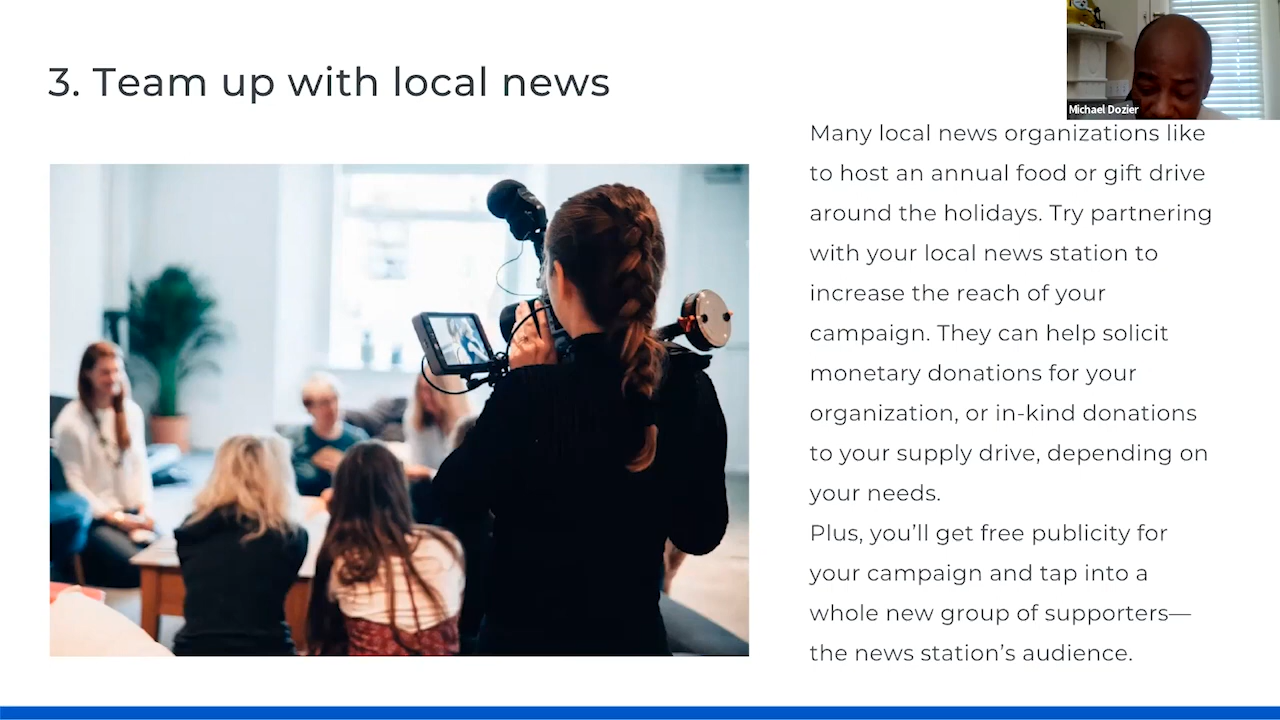 3. Team up with local news
Michael Dozier
Many local news organizations like
to host an annual food or gift drive
around the holidays. Try partnering
with your local news station to
increase the reach of your
campaign. They can help solicit
monetary donations for your
organization, or in-kind donations
to your supply drive, depending on
your needs.
Plus, you’ll get free publicity for
your campaign and tap into a
whole new group of supporters—
the news station’s audience.